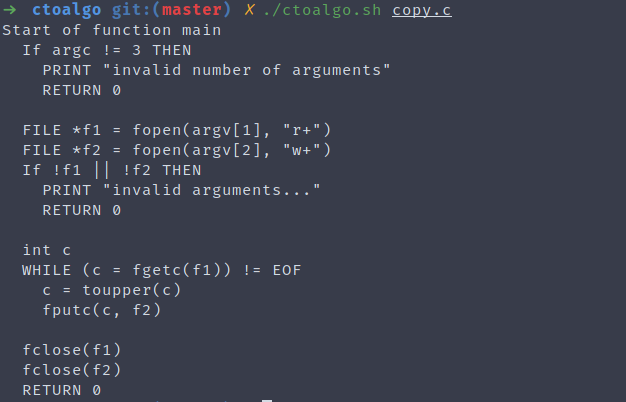 → ctoalgo git:(master) ✗ ./ctoalgo.sh copy.c
Start of function main
  If argc != 3 THEN
    PRINT "invalid number of arguments"
    RETURN 0

  FILE *f1 = fopen(argv[1], "r+")
  FILE *f2 = fopen(argv[2], "w+")
  If !f1 || !f2 THEN
    PRINT "invalid arguments..."
    RETURN 0

  int c
  WHILE (c = fgetc(f1)) != EOF
    c = toupper(c)
    fputc(c, f2)

  fclose(f1)
  fclose(f2)
  RETURN 0